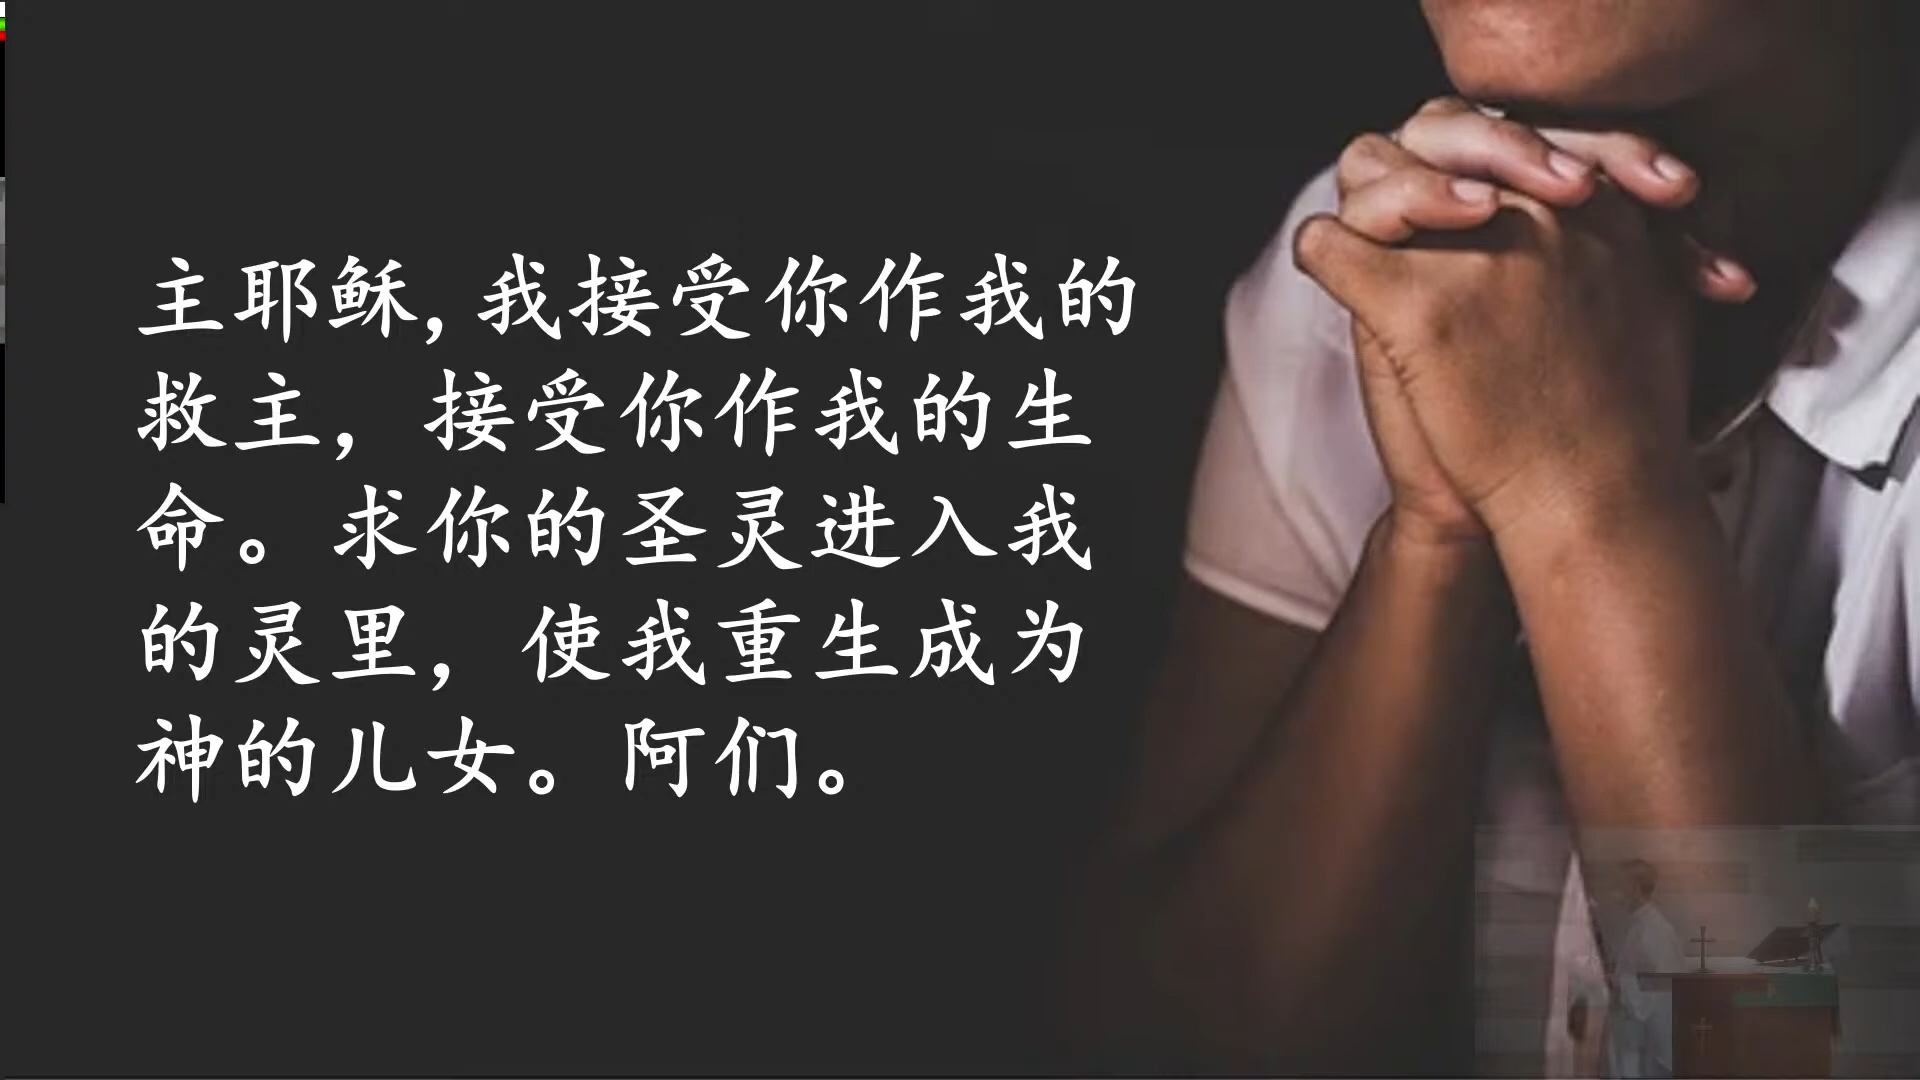 主耶稣,我接受你作我的
救主，接受你作我的生
命。求你的圣灵进入我
的灵里，使我重生成为
神的儿女。阿们。